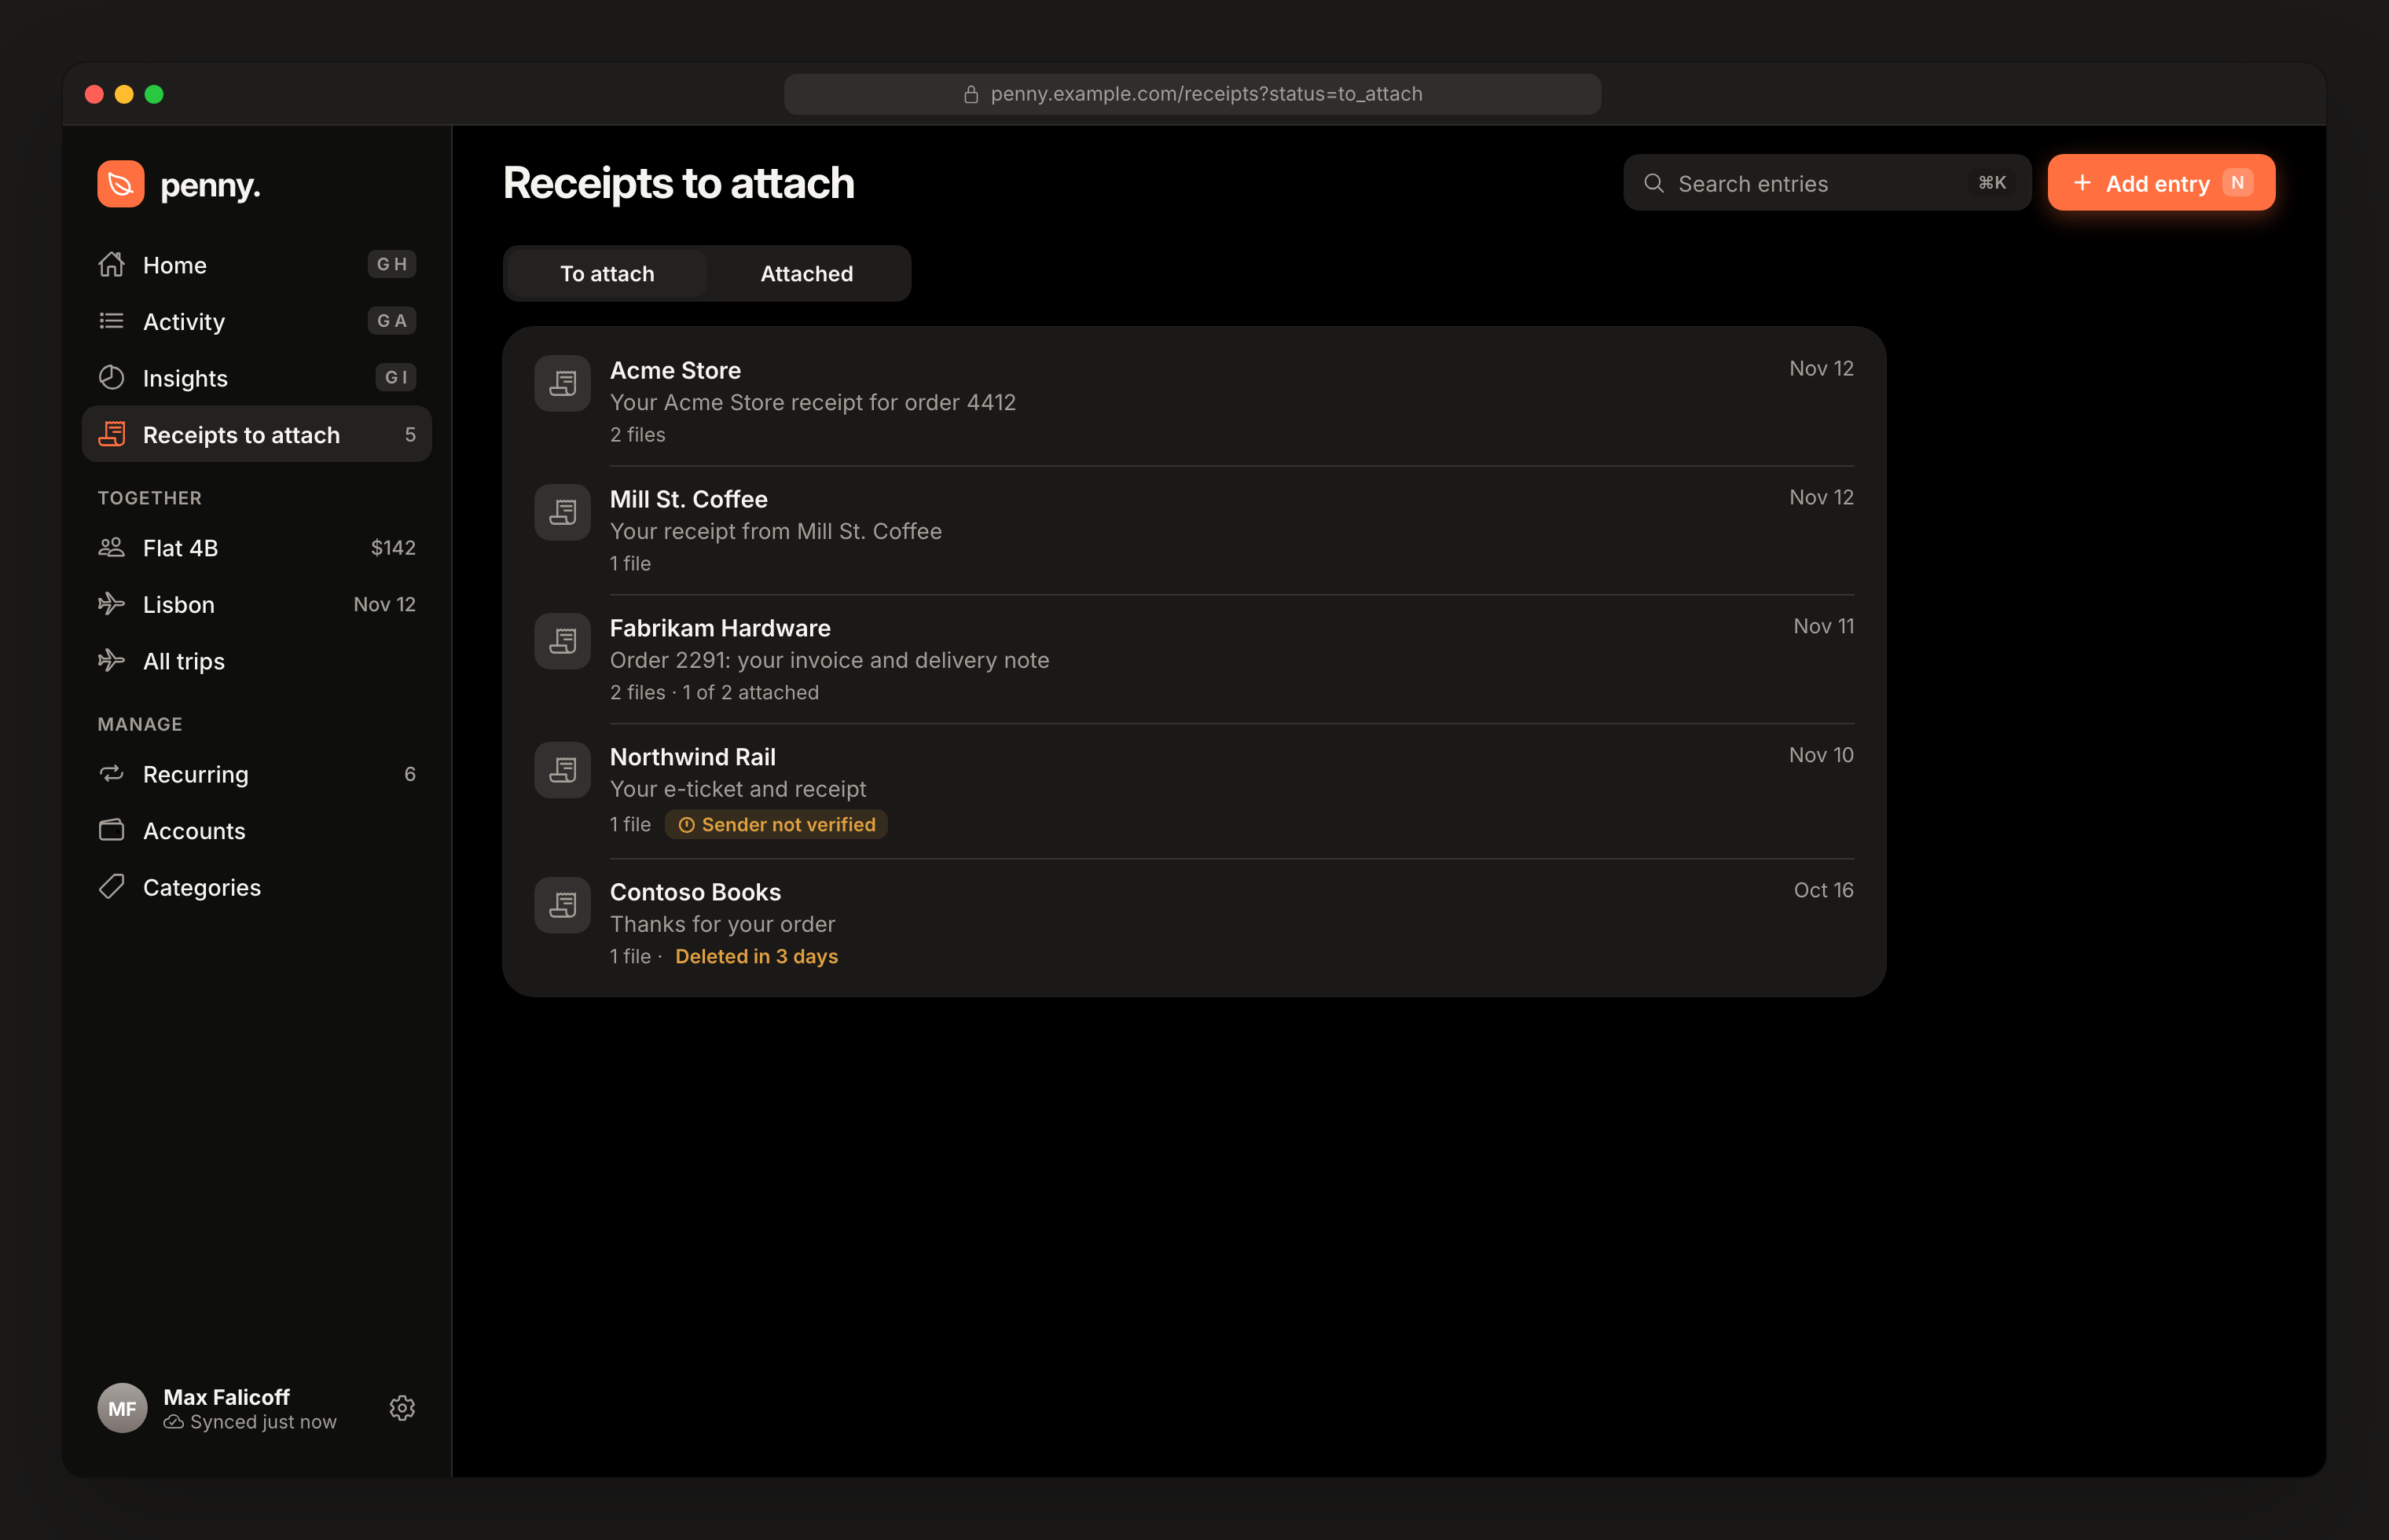 penny.example.com/receipts?status=to_attach
penny.
Home G H
Activity G A
Insights G I
Receipts to attach 5
TOGETHER
Flat 4B $142
Lisbon Nov 12
All trips
MANAGE
Recurring 6
Accounts
Categories
MF
Max Falicoff
Synced just now
Receipts to attach
Search entries ⌘K
+ Add entry N
To attach
Attached
Acme Store Nov 12
Your Acme Store receipt for order 4412
2 files
Mill St. Coffee Nov 12
Your receipt from Mill St. Coffee
1 file
Fabrikam Hardware Nov 11
Order 2291: your invoice and delivery note
2 files · 1 of 2 attached
Northwind Rail Nov 10
Your e-ticket and receipt
1 file Sender not verified
Contoso Books Oct 16
Thanks for your order
1 file · Deleted in 3 days